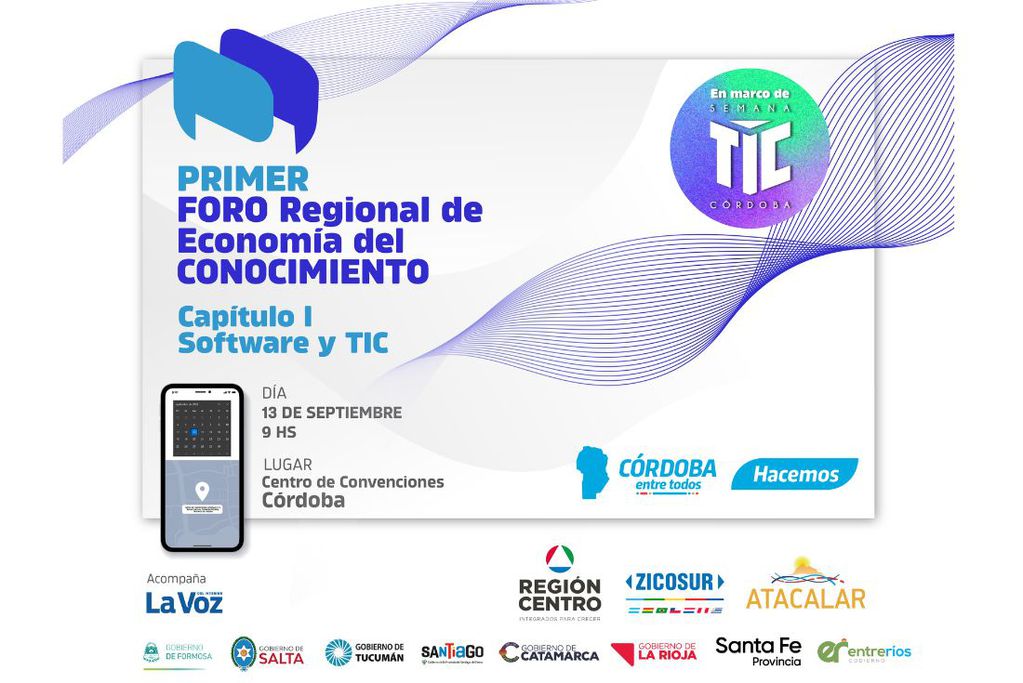 En marco de
SEMANA
TIC
CÓRDOBA
PRIMER
FORO Regional de
Economía del
CONOCIMIENTO
Capítulo I
Software y TIC
DÍA
13 DE SEPTIEMBRE
9 HS
LUGAR
Centro de Convenciones
Córdoba
CÓRDOBA
entre todos
Hacemos
Acompaña
La Voz
DEL INTERIOR
REGIÓN
CENTRO
INTEGRADOS PARA CRECER
ZICOSUR
ATACALAR
GOBIERNO
DE FORMOSA
GOBIERNO DE
SALTA
GOBIERNO DE
TUCUMÁN
SANTIAGO
GOBIERNO DE
CATAMARCA
GOBIERNO DE
LA RIOJA
Santa Fe
Provincia
er entrerios
GOBIERNO